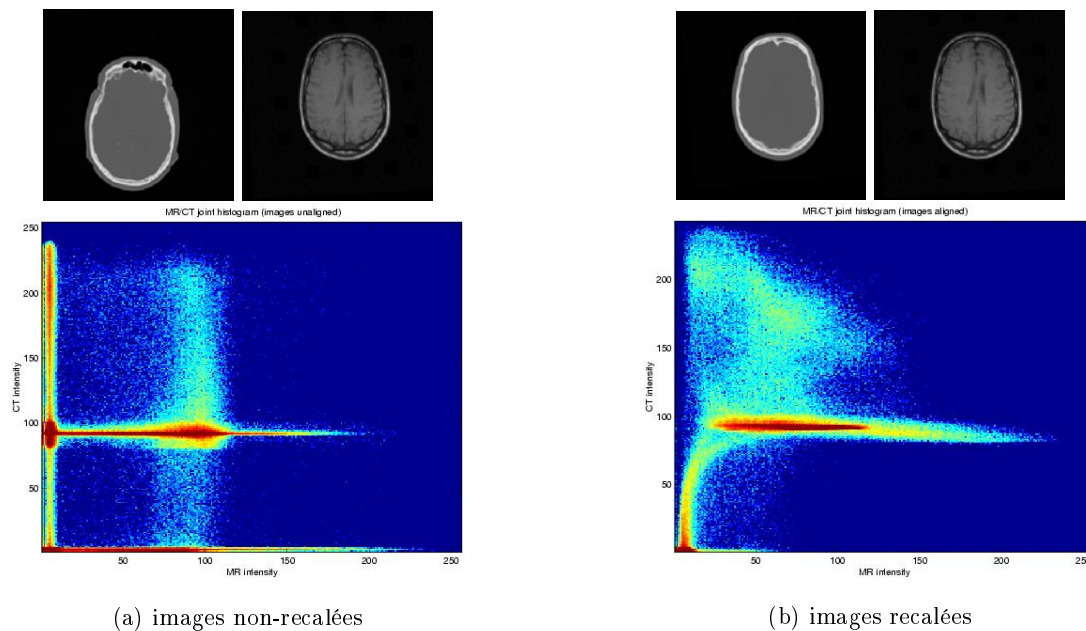 MR/CT joint histogram (images unaligned)
250
200
150
100
50
CT intensity
50
100
150
200
250
MR intensity
(a) images non-recalées
MR/CT joint histogram (images aligned)
200
150
100
50
CT intensity
50
100
150
200
250
MR intensity
(b) images recalées